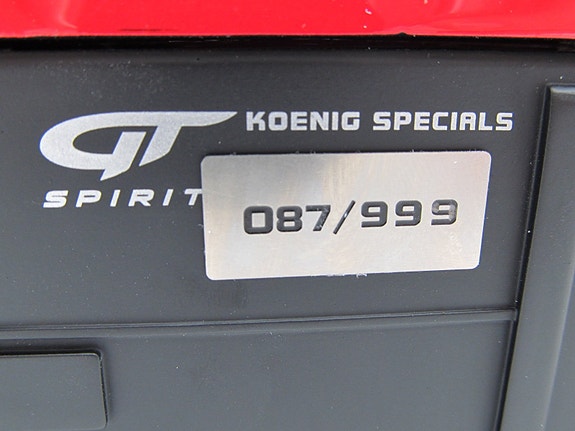 GT KOENIG SPECIALS
SPIRIT
087/999